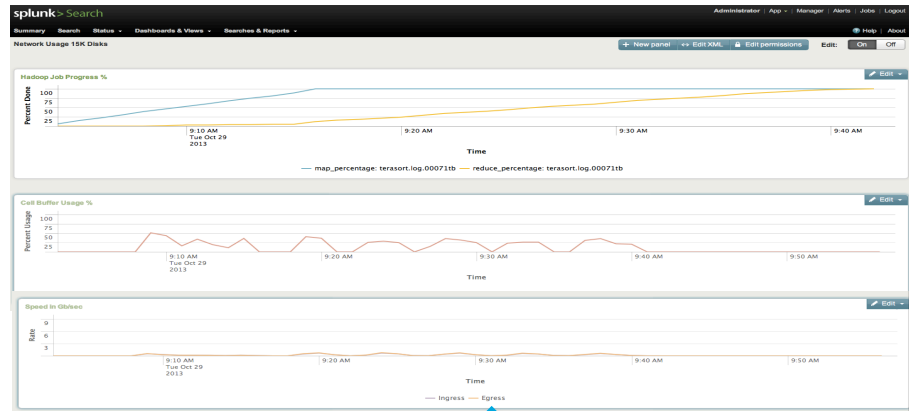 splunk> Search
Administrator | App | Manager | Alerts | Jobs | Logout
Summary Search Status Dashboards & Views Searches & Reports
Help | About
Network Usage 15K Disks
+ New panel Edit XML Edit permissions Edit: On Off
Hadoop Job Progress %
Edit
Percent Done
100
75
50
25
9:10 AM 9:20 AM 9:30 AM 9:40 AM
Tue Oct 29
2013
Time
map_percentage: terasort.log.00071tb reduce_percentage: terasort.log.00071tb
Cell Buffer Usage %
Edit
Percent Usage
100
75
50
25
9:10 AM 9:20 AM 9:30 AM 9:40 AM 9:50 AM
Tue Oct 29
2013
Time
Speed in Gb/sec
Edit
Rate
9
6
3
9:10 AM 9:20 AM 9:30 AM 9:40 AM 9:50 AM
Tue Oct 29
2013
Time
Ingress Egress